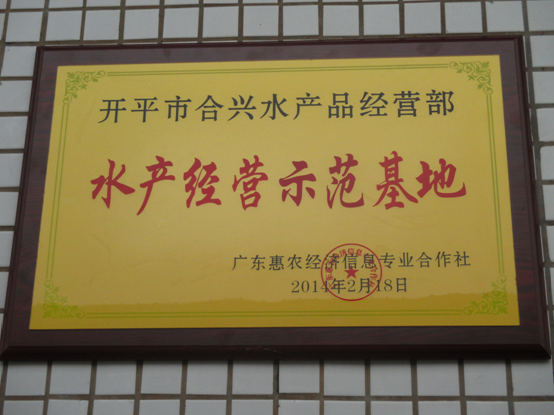 开平市合兴水产品经营部
水产经营示范基地
广东惠农经济信息专业合作社
2014年2月18日